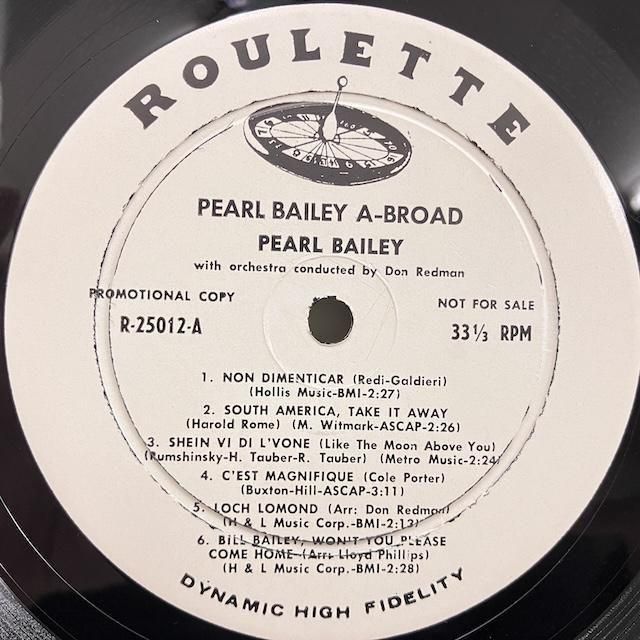 ROULETTE
PEARL BAILEY A-BROAD
PEARL BAILEY
with orchestra conducted by Don Redman
PROMOTIONAL COPY
NOT FOR SALE
R-25012-A
33 1/3 RPM
1. NON DIMENTICAR (Redi-Galdieri)
(Hollis Music-BMI-2:27)
2. SOUTH AMERICA, TAKE IT AWAY
(Harold Rome) (M. Witmark-ASCAP-2:26)
3. SHEIN VI DI L'VONE (Like The Moon Above You)
(Rumshinsky-H. Tauber-R. Tauber) (Metro Music-2:24)
4. C'EST MAGNIFIQUE (Cole Porter)
(Buxton-Hill-ASCAP-3:11)
5. LOCH LOMOND (Arr: Don Redman)
(H & L Music Corp.-BMI-2:13)
6. BILL BAILEY, WON'T YOU PLEASE
COME HOME (Arr: Lloyd Phillips)
(H & L Music Corp.-BMI-2:28)
DYNAMIC HIGH FIDELITY